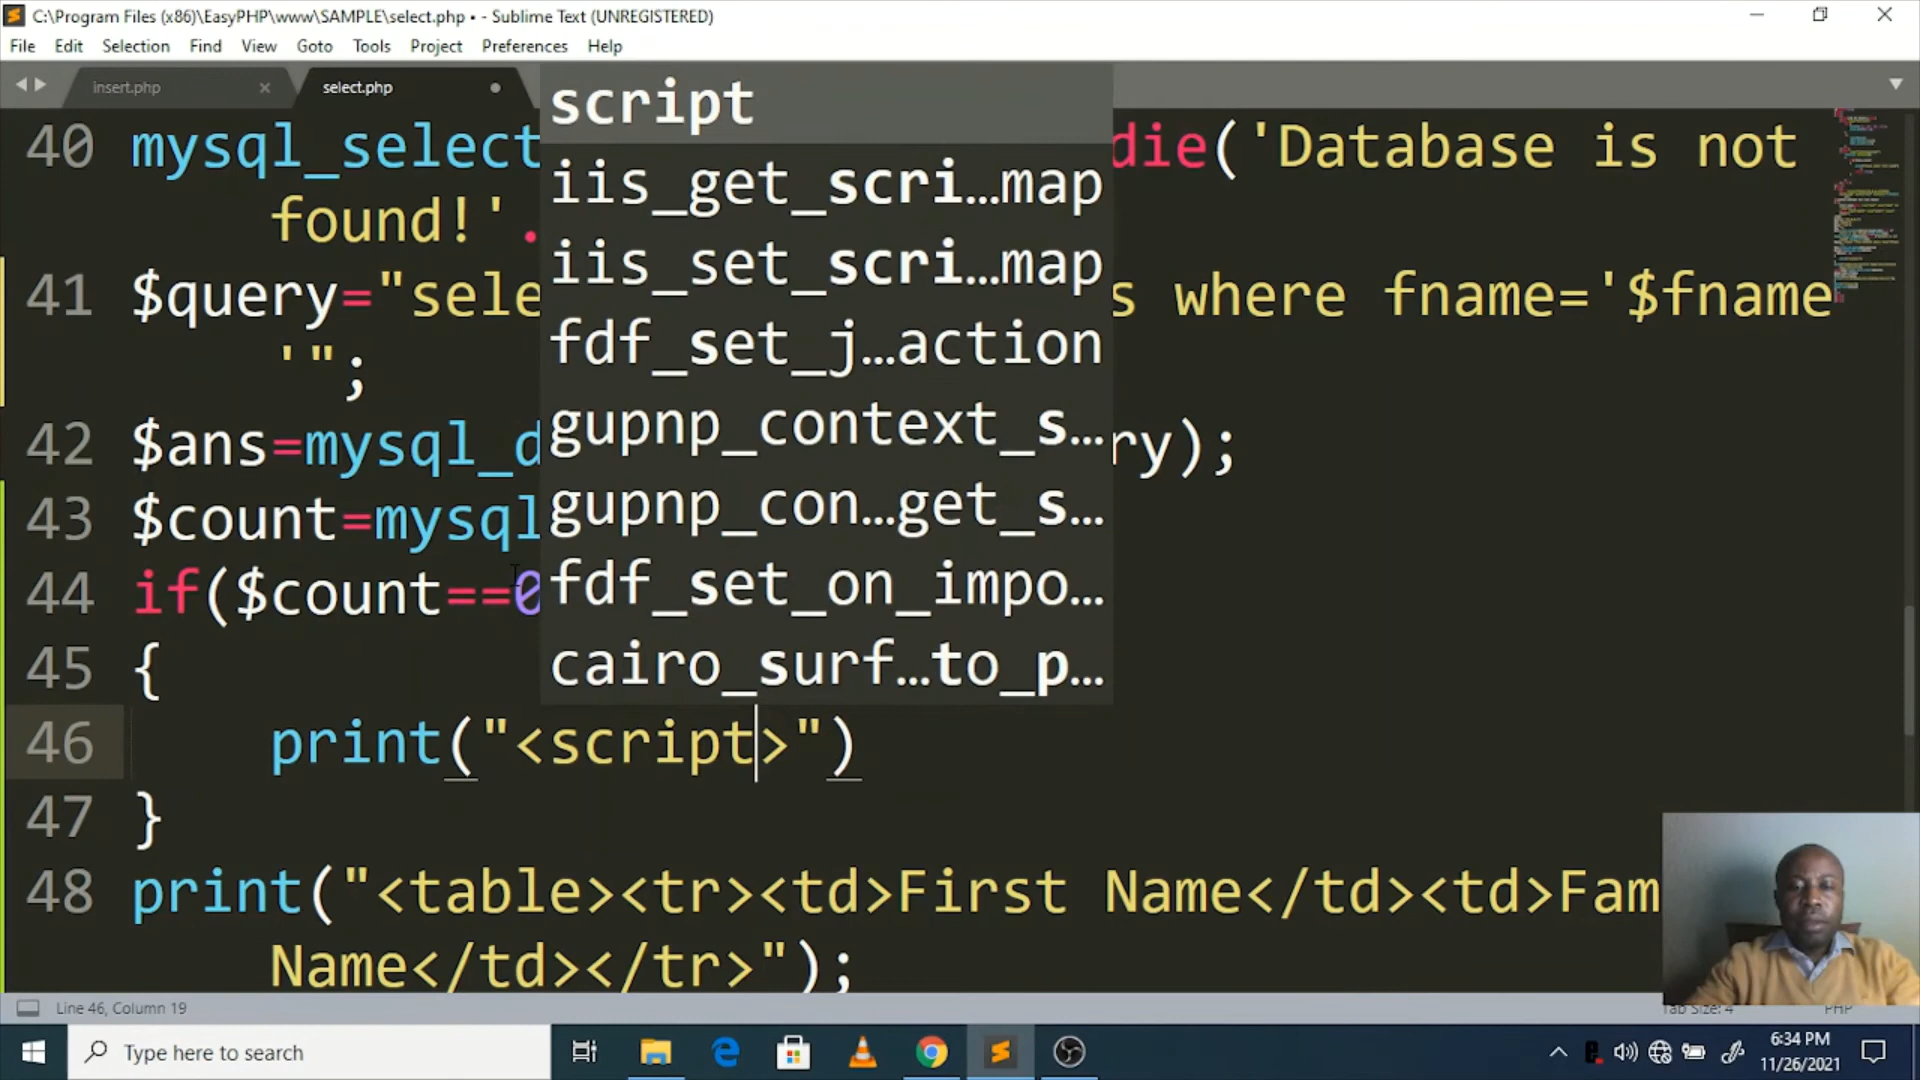 C:\Program Files (x86)\EasyPHP\www\SAMPLE\select.php • - Sublime Text (UNREGISTERED)
File Edit Selection Find View Goto Tools Project Preferences Help
insert.php × select.php
script
iis_get_scri…map
iis_set_scri…map
fdf_set_j…action
gupnp_context_s…
gupnp_con…get_s…
fdf_set_on_impo…
cairo_surf…to_p…
40 mysql_select die('Database is not
found!'.
41 $query="sele s where fname='$fname
'";
42 $ans=mysql_d ry);
43 $count=mysql
44 if($count==0
45 {
46 print("<script>")
47 }
48 print("<table><tr><td>First Name</td><td>Fam
Name</td></tr>");
Line 46, Column 19
Tab Size: 4 PHP
Type here to search
6:34 PM
11/26/2021